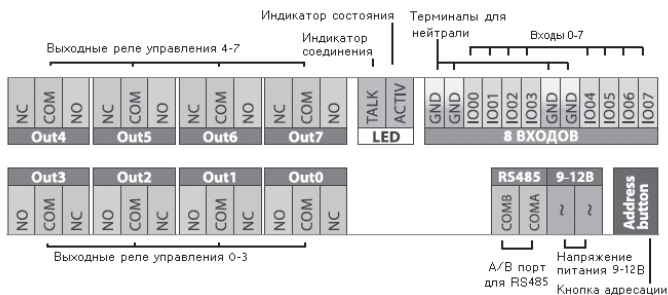 Индикатор состояния
Терминалы для нейтрали
Входы 0-7
Выходные реле управления 4-7
Индикатор соединения
NC COM NO NC COM NO NC COM NO NC COM NO
TALK ACTIV
GND GND IO00 IO01 IO02 IO03 GND GND IO04 IO05 IO06 IO07
Out4 Out5 Out6 Out7
LED
8 ВХОДОВ
Out3 Out2 Out1 Out0
RS485 9-12В
Address button
NO COM NC NO COM NC NO COM NC NO COM NC
COMB COMA ~ ~
Выходные реле управления 0-3
A/B порт для RS485
Напряжение питания 9-12В
Кнопка адресации